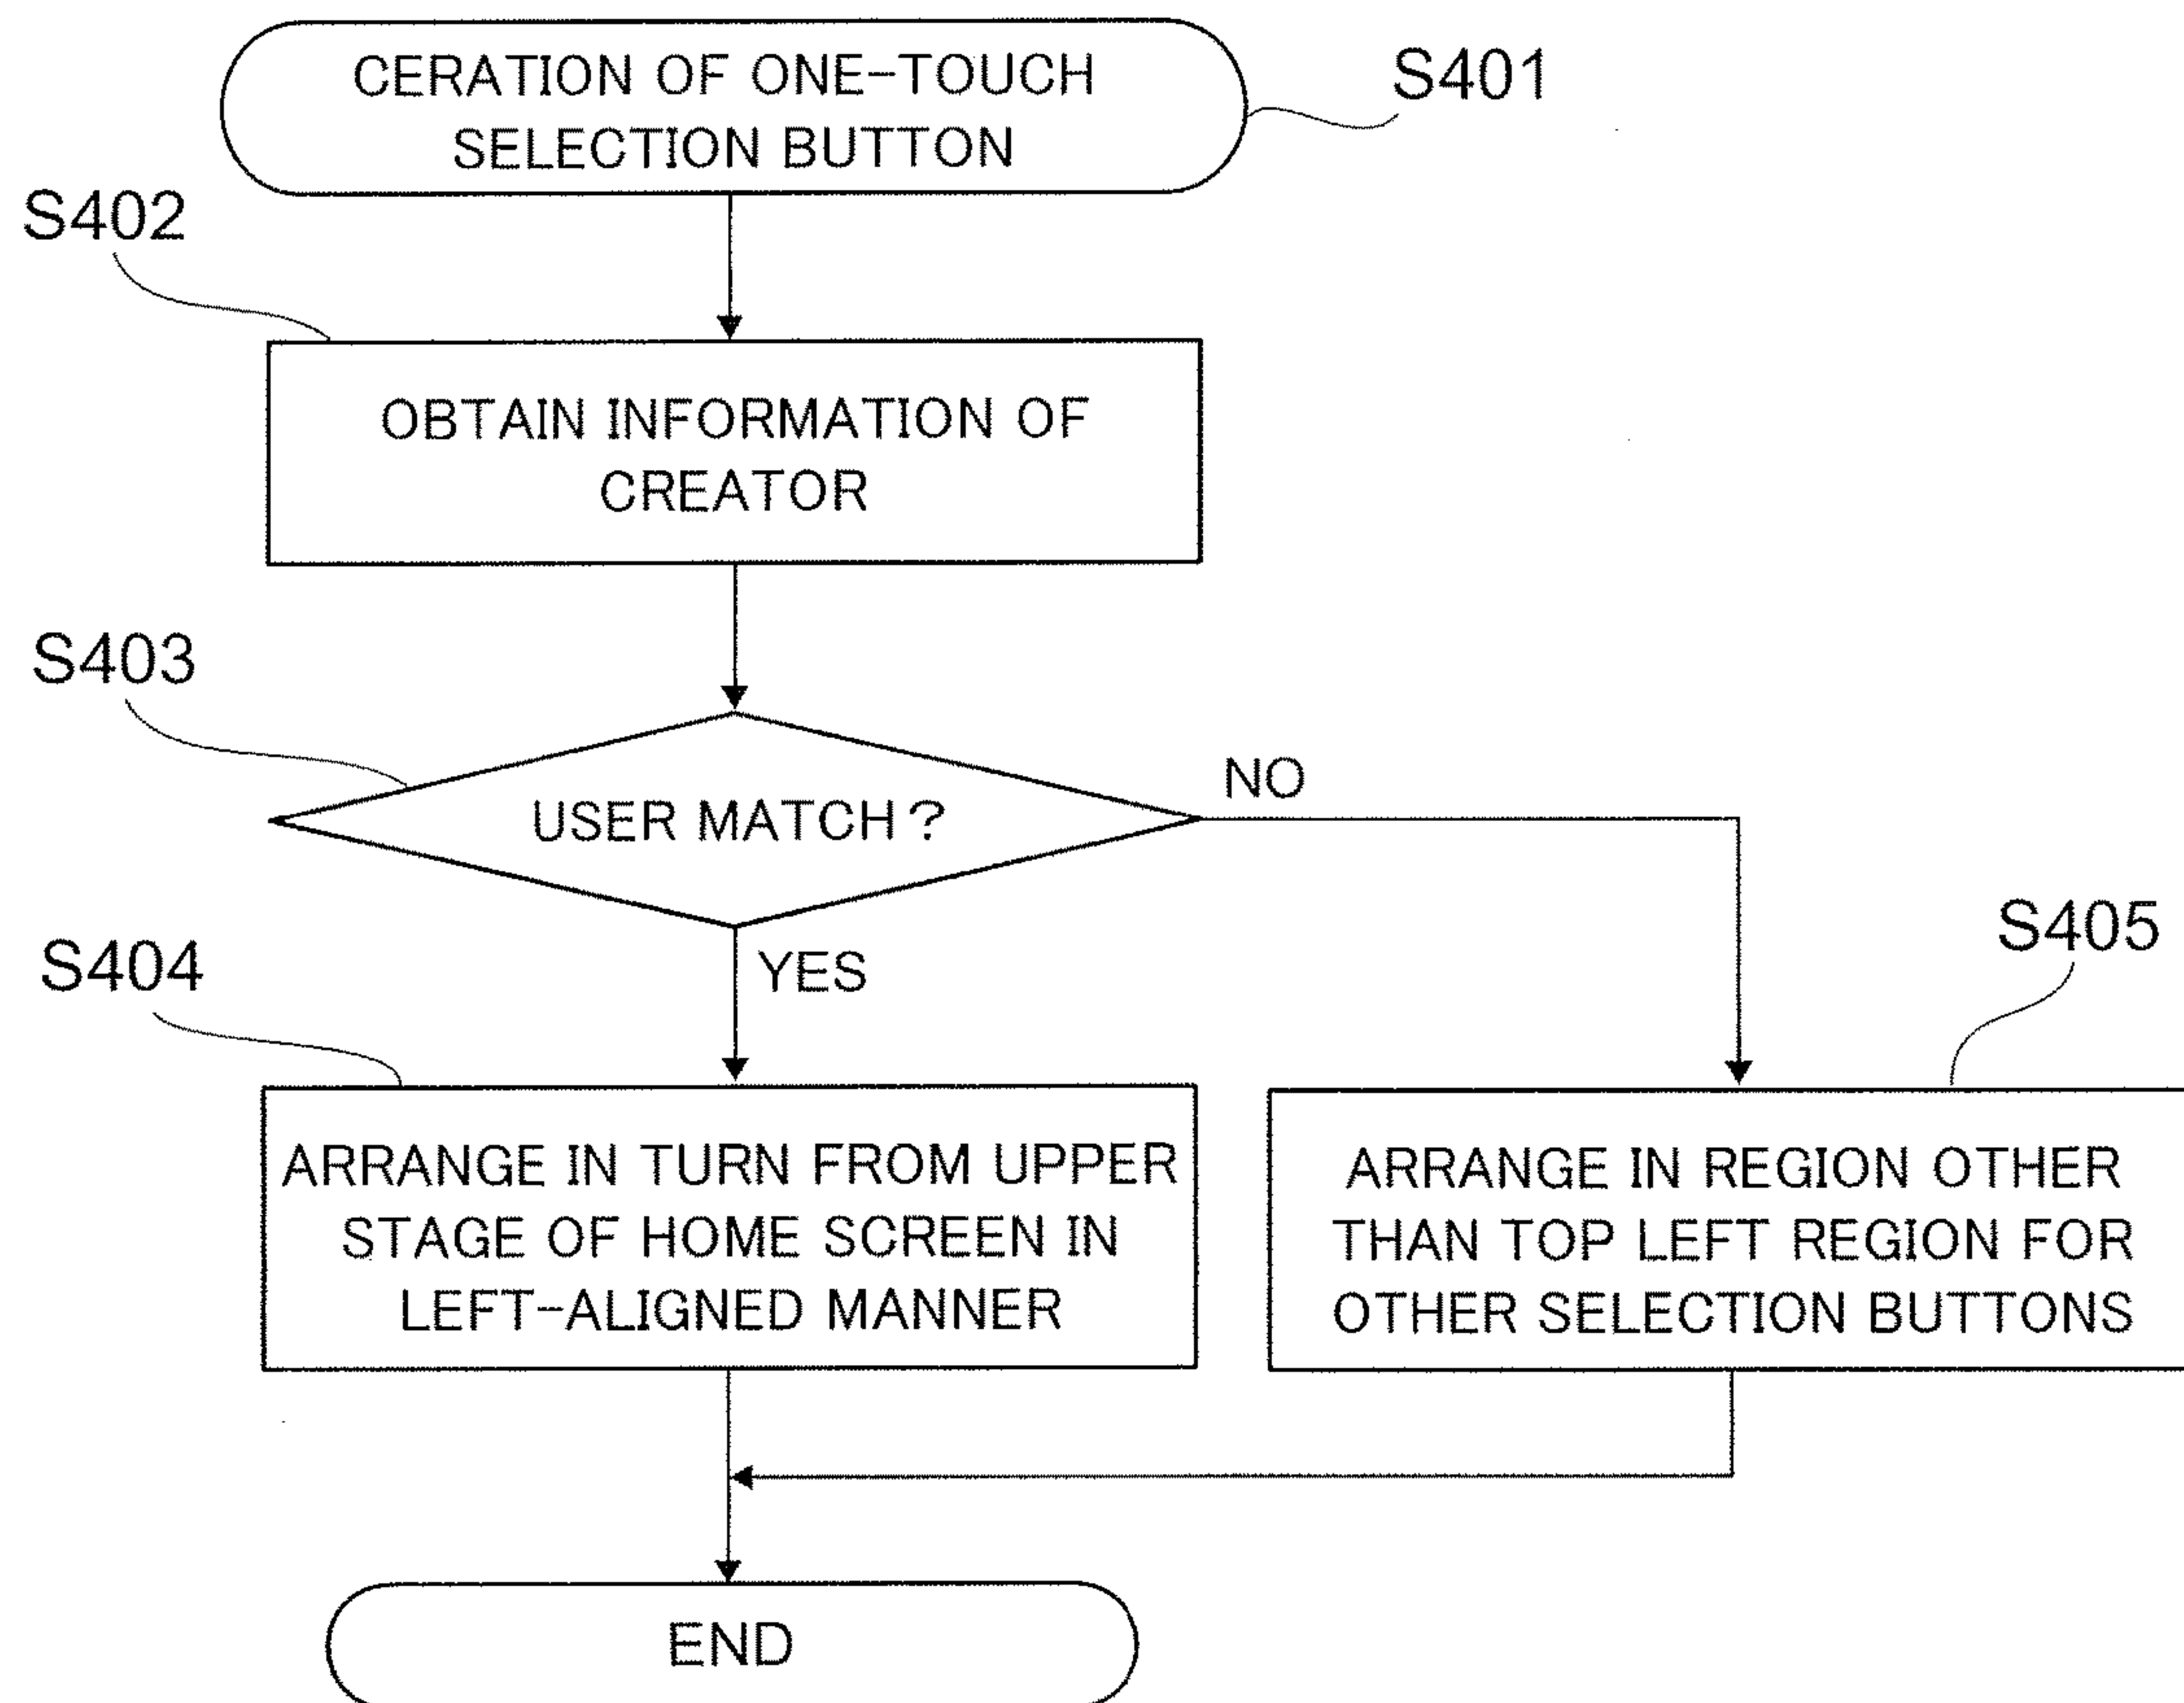 CERATION OF ONE-TOUCH
SELECTION BUTTON
S401
S402
OBTAIN INFORMATION OF
CREATOR
S403
USER MATCH?
NO
YES
S404
S405
ARRANGE IN TURN FROM UPPER
STAGE OF HOME SCREEN IN
LEFT-ALIGNED MANNER
ARRANGE IN REGION OTHER
THAN TOP LEFT REGION FOR
OTHER SELECTION BUTTONS
END